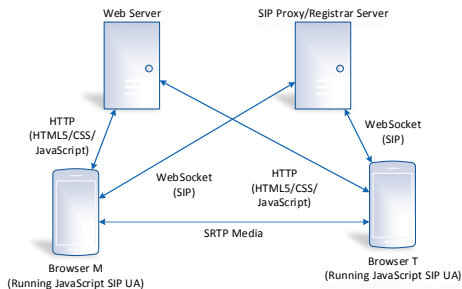 Web Server
SIP Proxy/Registrar Server
HTTP
(HTML5/CSS/
JavaScript)
WebSocket
(SIP)
WebSocket
(SIP)
HTTP
(HTML5/CSS/
JavaScript)
SRTP Media
Browser M
(Running JavaScript SIP UA)
Browser T
(Running JavaScript SIP UA)